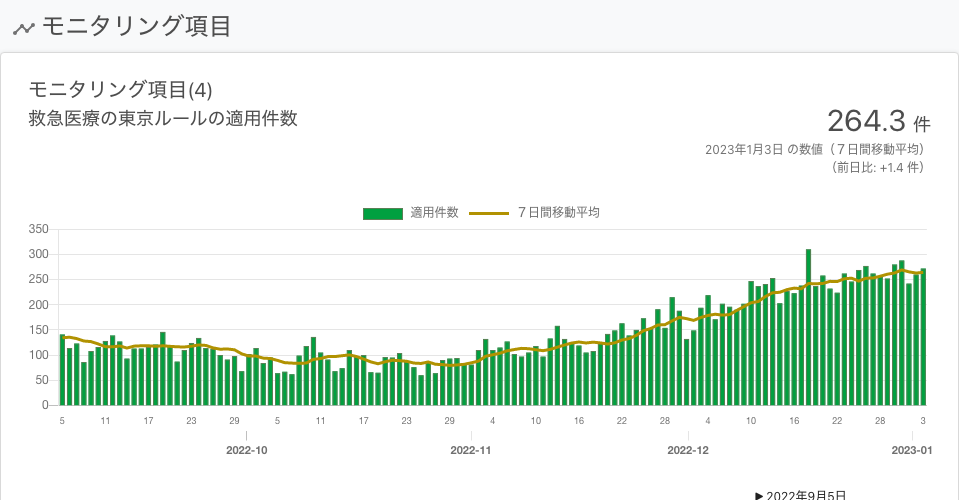 モニタリング項目
モニタリング項目(4)
救急医療の東京ルールの適用件数
264.3 件
2023年1月3日 の数値（７日間移動平均）
（前日比: +1.4 件）
適用件数 ７日間移動平均
350
300
250
200
150
100
50
0
5 11 17 23 29 5 11 17 23 29 4 10 16 22 28 4 10 16 22 28 3
2022-10 2022-11 2022-12 2023-01
▶ 2022年9月5日